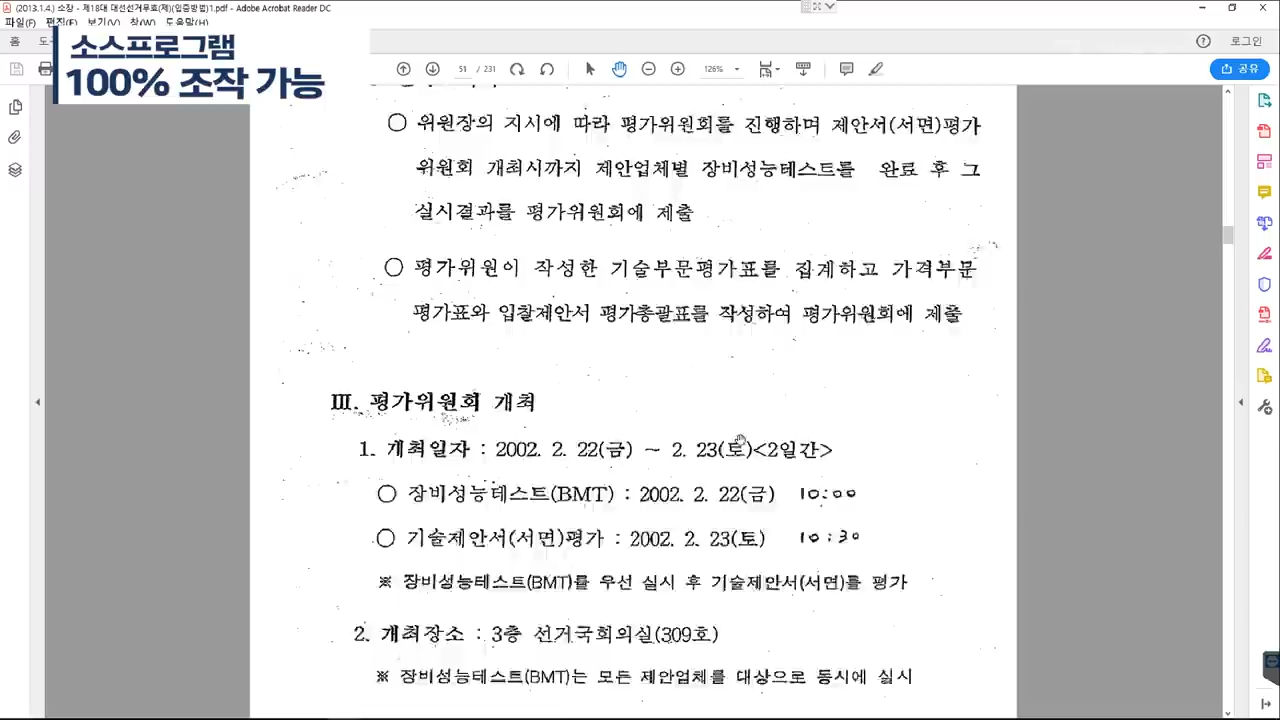 (2013.1.4.) 소장 - 제18대 대선선거무효(제)(입증방법)1.pdf - Adobe Acrobat Reader DC
파일(F) 편집(E) 보기(V) 창(W) 도움말(H)
홈
로그인
소스프로그램
100% 조작 가능
51 / 231
126%
공유
○ 위원장의 지시에 따라 평가위원회를 진행하며 제안서(서면)평가
위원회 개최시까지 제안업체별 장비성능테스트를 완료 후 그
실시결과를 평가위원회에 제출
○ 평가위원이 작성한 기술부문평가표를 집계하고 가격부문
평가표와 입찰제안서 평가총괄표를 작성하여 평가위원회에 제출
Ⅲ. 평가위원회 개최
1. 개최일자 : 2002. 2. 22(금) ~ 2. 23(토)<2일간>
○ 장비성능테스트(BMT) : 2002. 2. 22(금) 10:00
○ 기술제안서(서면)평가 : 2002. 2. 23(토) 10:30
※ 장비성능테스트(BMT)를 우선 실시 후 기술제안서(서면)를 평가
2. 개최장소 : 3층 선거국회의실(309호)
※ 장비성능테스트(BMT)는 모든 제안업체를 대상으로 동시에 실시